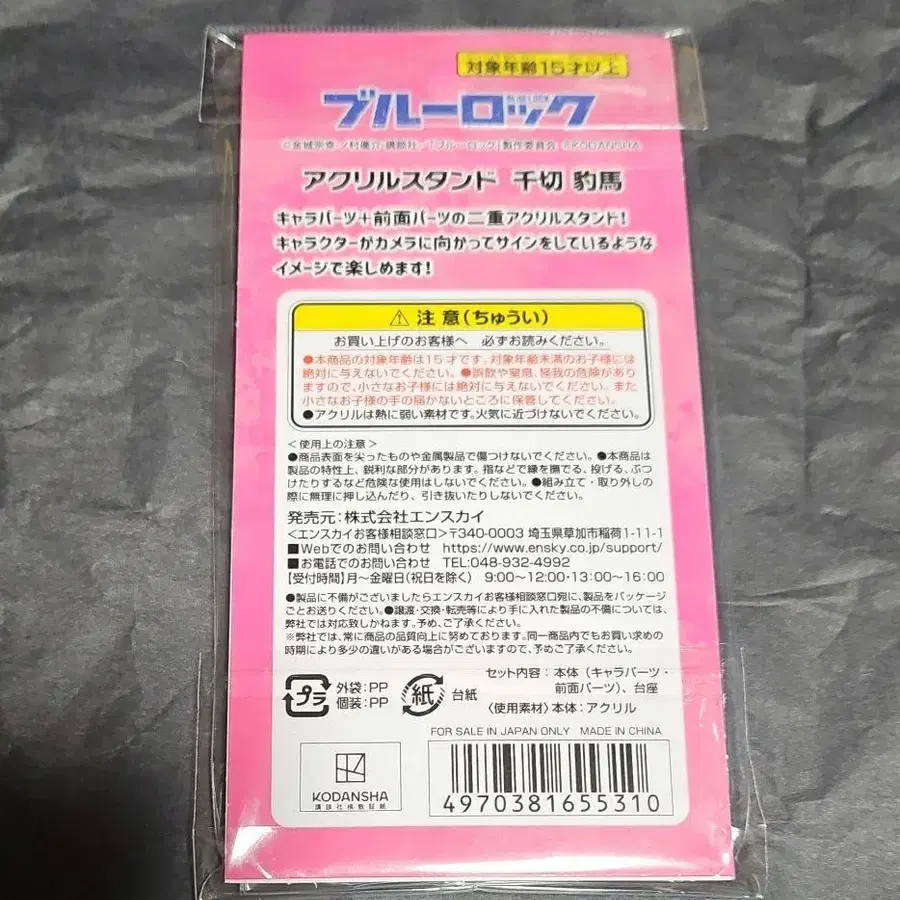 対象年齢15才以上
BLUE LOCK
ブルーロック
©金城宗幸・ノ村優介・講談社/「ブルーロック」製作委員会 ®KODANSHA
アクリルスタンド 千切 豹馬
キャラパーツ+前面パーツの二重アクリルスタンド!
キャラクターがカメラに向かってサインをしているような
イメージで楽しめます!
⚠ 注意(ちゅうい)
お買い上げのお客様へ 必ずお読みください。
●本商品の対象年齢は15才です。対象年齢未満のお子様には
絶対に与えないでください。●誤飲や窒息、怪我の危険があり
ますので、小さなお子様には絶対に与えないでください。また
小さなお子様の手の届かないところに保管してください。
●アクリルは熱に弱い素材です。火気に近づけないでください。
<使用上の注意>
●商品表面を尖ったものや金属製品で傷つけないでください。●本商品は
製品の特性上、鋭利な部分があります。指などで縁を撫でる、投げる、ぶつ
けたりするなど危険な使用はしないでください。●組み立て・取り外しの
際に無理に押し込んだり、引き抜いたりしないでください。
発売元:株式会社エンスカイ
<エンスカイお客様相談窓口>〒340-0003 埼玉県草加市稲荷1-11-1
■Webでのお問い合わせ https://www.ensky.co.jp/support/
■お電話でのお問い合わせ TEL:048-932-4992
【受付時間】月~金曜日(祝日を除く) 9:00~12:00・13:00~16:00
●製品に不備がございましたらエンスカイお客様相談窓口宛に、製品をパッケージ
ごとお送りください。●譲渡・交換・転売等により手に入れた製品の不備については、
弊社では対応致しかねます。予め、ご了承ください。
※弊社では、常に商品の品質向上に努めております。同一商品内でもお買い求めの
時期により多少の違いがある場合がございますので、予めご了承ください。
プラ 外袋:PP
個装:PP
紙 台紙
セット内容:本体(キャラパーツ・
前面パーツ)、台座
〈使用素材〉本体:アクリル
FOR SALE IN JAPAN ONLY MADE IN CHINA
KODANSHA
講談社検数証紙
4970381655310